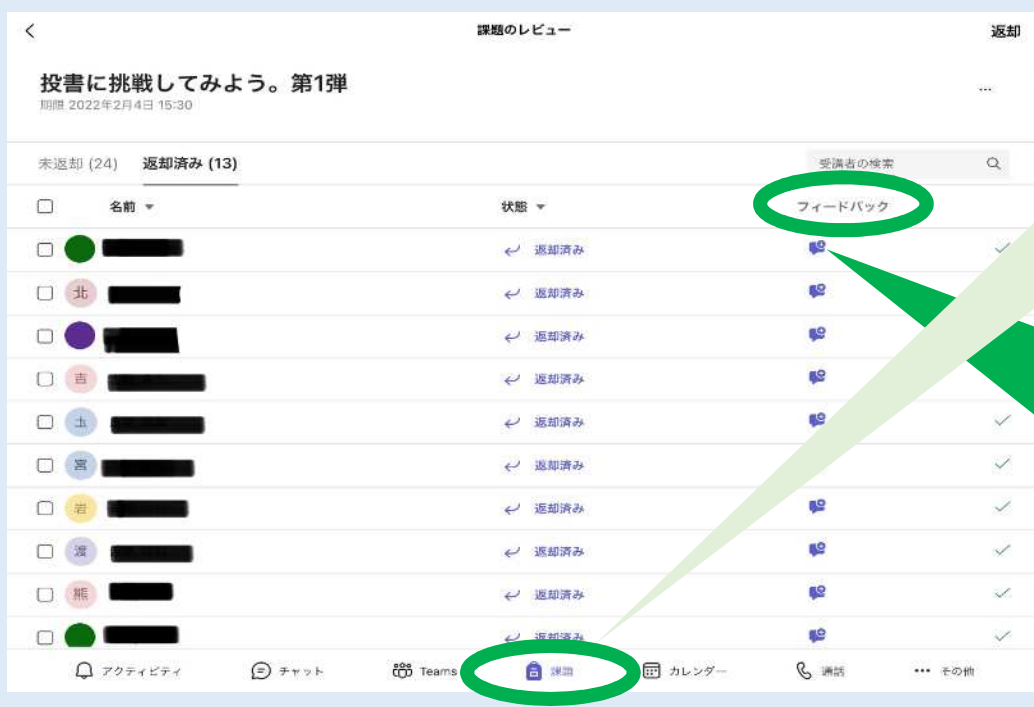 課題のレビュー
返却
投書に挑戦してみよう。第1弾
期限 2022年2月4日 15:30
...
未返却 (24) 返却済み (13) 受講者の検索
名前 状態 フィードバック
返却済み
北 返却済み
返却済み
吉 返却済み
返却済み
宮 返却済み
岩 返却済み
渡 返却済み
熊 返却済み
返却済み
アクティビティ チャット Teams 課題 カレンダー 通話 その他